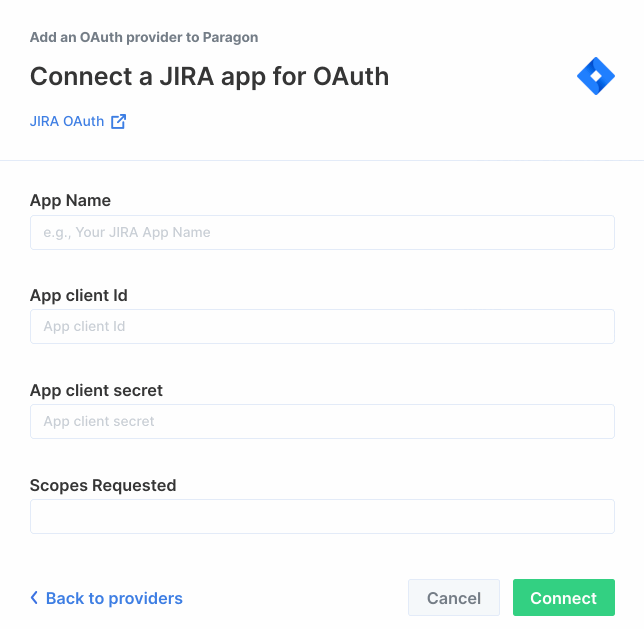 Add an OAuth provider to Paragon
Connect a JIRA app for OAuth
JIRA OAuth
App Name
e.g., Your JIRA App Name
App client Id
App client Id
App client secret
App client secret
Scopes Requested
Back to providers
Cancel
Connect